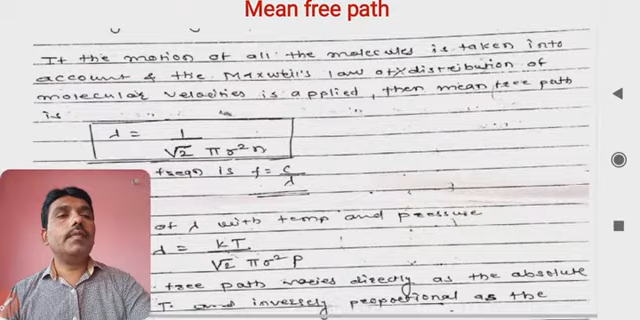 Mean free path
If the motion of all the molecules is taken into
account & the Maxwell's law of distribution of
molecular velocities is applied, then mean free path
is
λ = 1 / √2 πσ²n
freqn is f = c/λ
of λ with temp and pressure
λ = KT / √2 πσ² P
free path varies directly as the absolute
T and inversely proportional as the